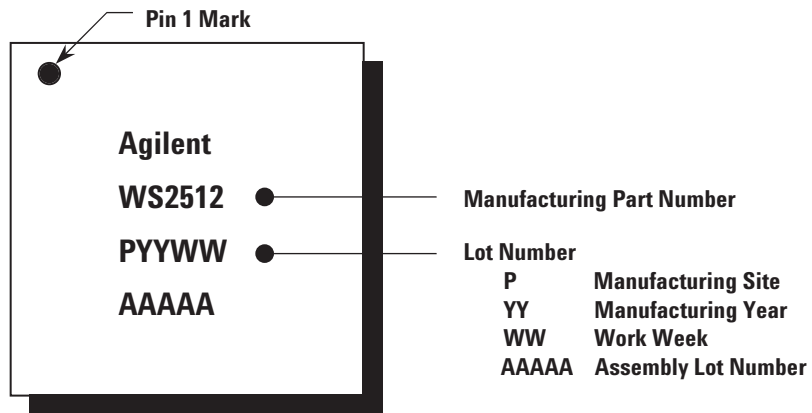 Pin 1 Mark
Agilent
WS2512
PYYWW
AAAAA
Manufacturing Part Number
Lot Number
P Manufacturing Site
YY Manufacturing Year
WW Work Week
AAAAA Assembly Lot Number